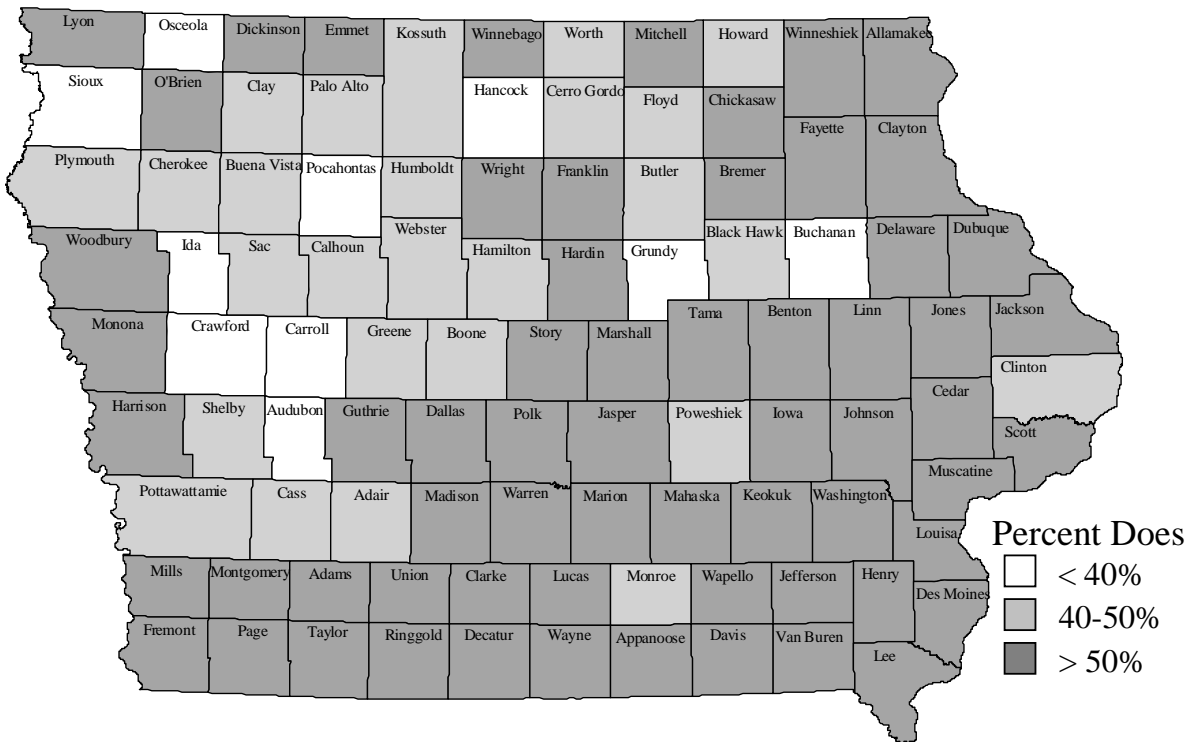 Lyon Osceola Dickinson Emmet Kossuth Winnebago Worth Mitchell Howard Winneshiek Allamakee
Sioux O'Brien Clay Palo Alto Hancock Cerro Gordo Floyd Chickasaw
Fayette Clayton
Plymouth Cherokee Buena Vista Pocahontas Humboldt Wright Franklin Butler Bremer
Woodbury Ida Sac Calhoun Webster Hamilton Hardin Grundy Black Hawk Buchanan Delaware Dubuque
Monona Crawford Carroll Greene Boone Story Marshall Tama Benton Linn Jones Jackson
Clinton
Harrison Shelby Audubon Guthrie Dallas Polk Jasper Poweshiek Iowa Johnson Cedar
Scott
Muscatine
Pottawattamie Cass Adair Madison Warren Marion Mahaska Keokuk Washington
Louisa
Mills Montgomery Adams Union Clarke Lucas Monroe Wapello Jefferson Henry
Des Moines
Fremont Page Taylor Ringgold Decatur Wayne Appanoose Davis Van Buren
Lee
Percent Does
< 40%
40-50%
> 50%